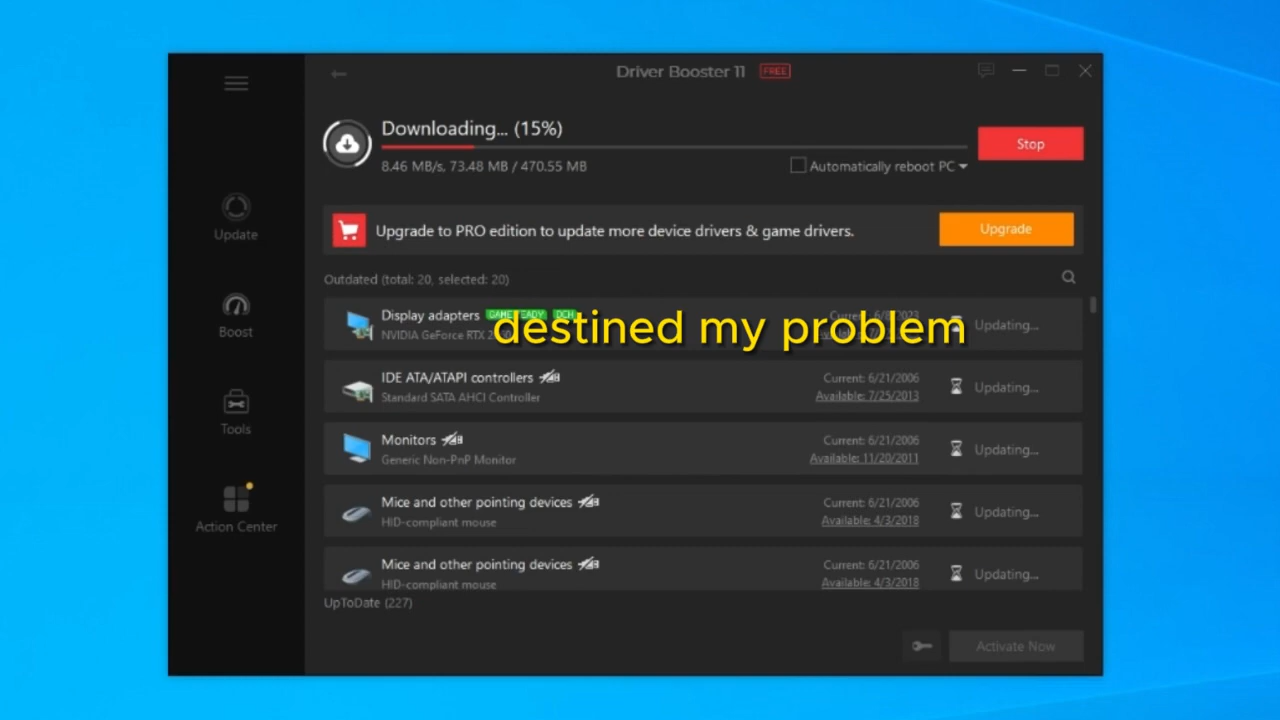 Driver Booster 11 FREE
Downloading... (15%)
Stop
8.46 MB/s, 73.48 MB / 470.55 MB
Automatically reboot PC
Update
Upgrade to PRO edition to update more device drivers & game drivers.
Upgrade
Outdated (total: 20, selected: 20)
Boost
Display adapters GAME READY DCH
NVIDIA GeForce RTX
Updating...
destined my problem
IDE ATA/ATAPI controllers
Standard SATA AHCI Controller
Current: 6/21/2006
Available: 7/25/2013
Updating...
Tools
Monitors
Generic Non-PnP Monitor
Current: 6/21/2006
Available: 11/20/2011
Updating...
Action Center
Mice and other pointing devices
HID-compliant mouse
Current: 6/21/2006
Available: 4/3/2018
Updating...
Mice and other pointing devices
HID-compliant mouse
Current: 6/21/2006
Available: 4/3/2018
Updating...
UpToDate (227)
Activate Now